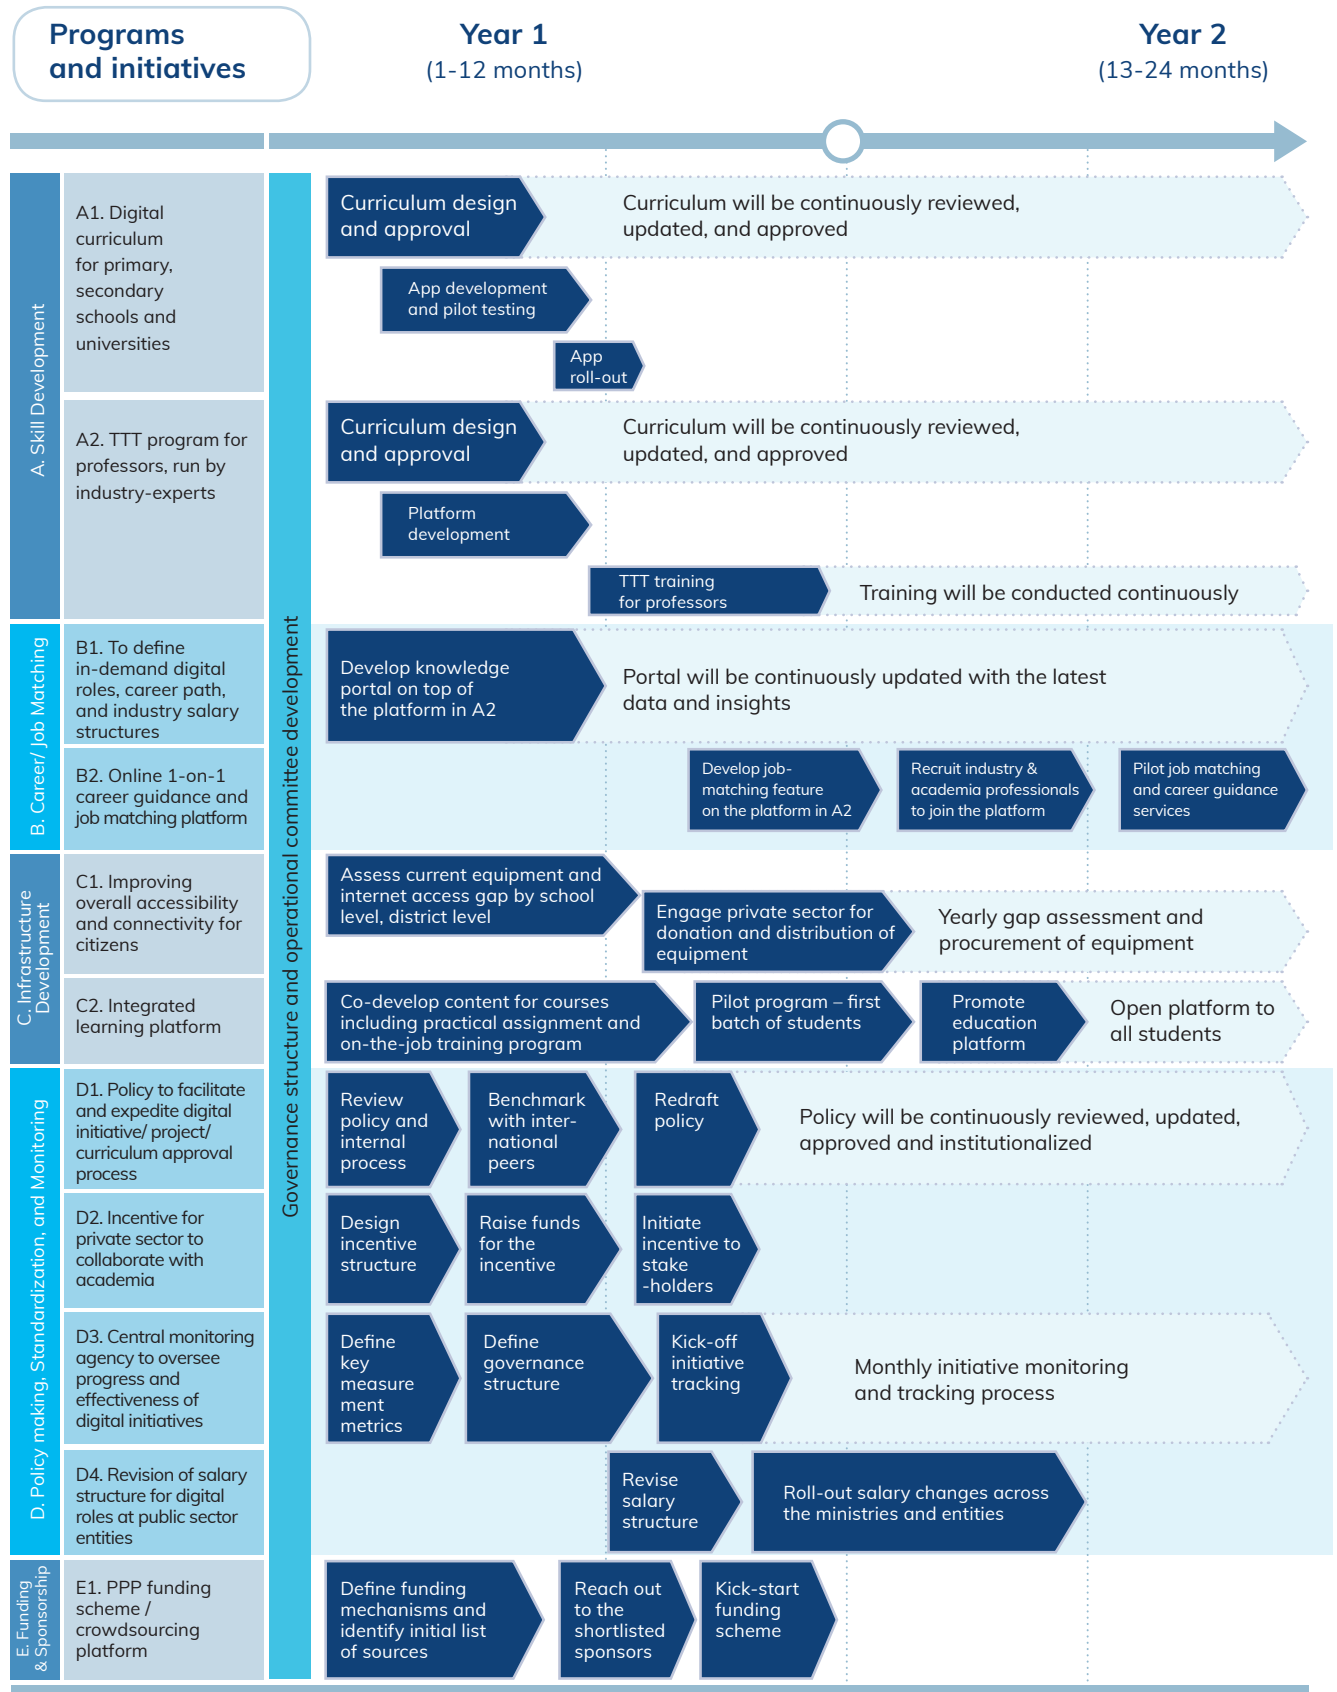 Programs
and initiatives
Year 1
(1-12 months)
Year 2
(13-24 months)
Governance structure and operational committee development
A. Skill Development
A1. Digital
curriculum
for primary,
secondary
schools and
universities
Curriculum design
and approval
Curriculum will be continuously reviewed,
updated, and approved
App development
and pilot testing
App
roll-out
A2. TTT program for
professors, run by
industry-experts
Curriculum design
and approval
Curriculum will be continuously reviewed,
updated, and approved
Platform
development
TTT training
for professors
Training will be conducted continuously
B. Career/ Job Matching
B1. To define
in-demand digital
roles, career path,
and industry salary
structures
Develop knowledge
portal on top of
the platform in A2
Portal will be continuously updated with the latest
data and insights
B2. Online 1-on-1
career guidance and
job matching platform
Develop job-
matching feature
on the platform in A2
Recruit industry &
academia professionals
to join the platform
Pilot job matching
and career guidance
services
C. Infrastructure
Development
C1. Improving
overall accessibility
and connectivity for
citizens
Assess current equipment and
internet access gap by school
level, district level
Engage private sector for
donation and distribution of
equipment
Yearly gap assessment and
procurement of equipment
C2. Integrated
learning platform
Co-develop content for courses
including practical assignment and
on-the-job training program
Pilot program – first
batch of students
Promote
education
platform
Open platform to
all students
D. Policy making, Standardization, and Monitoring
D1. Policy to facilitate
and expedite digital
initiative/ project/
curriculum approval
process
Review
policy and
internal
process
Benchmark
with inter-
national
peers
Redraft
policy
Policy will be continuously reviewed, updated,
approved and institutionalized
D2. Incentive for
private sector to
collaborate with
academia
Design
incentive
structure
Raise funds
for the
incentive
Initiate
incentive to
stake
-holders
D3. Central monitoring
agency to oversee
progress and
effectiveness of
digital initiatives
Define
key
measure
ment
metrics
Define
governance
structure
Kick-off
initiative
tracking
Monthly initiative monitoring
and tracking process
D4. Revision of salary
structure for digital
roles at public sector
entities
Revise
salary
structure
Roll-out salary changes across
the ministries and entities
E. Funding
& Sponsorship
E1. PPP funding
scheme /
crowdsourcing
platform
Define funding
mechanisms and
identify initial list
of sources
Reach out
to the
shortlisted
sponsors
Kick-start
funding
scheme